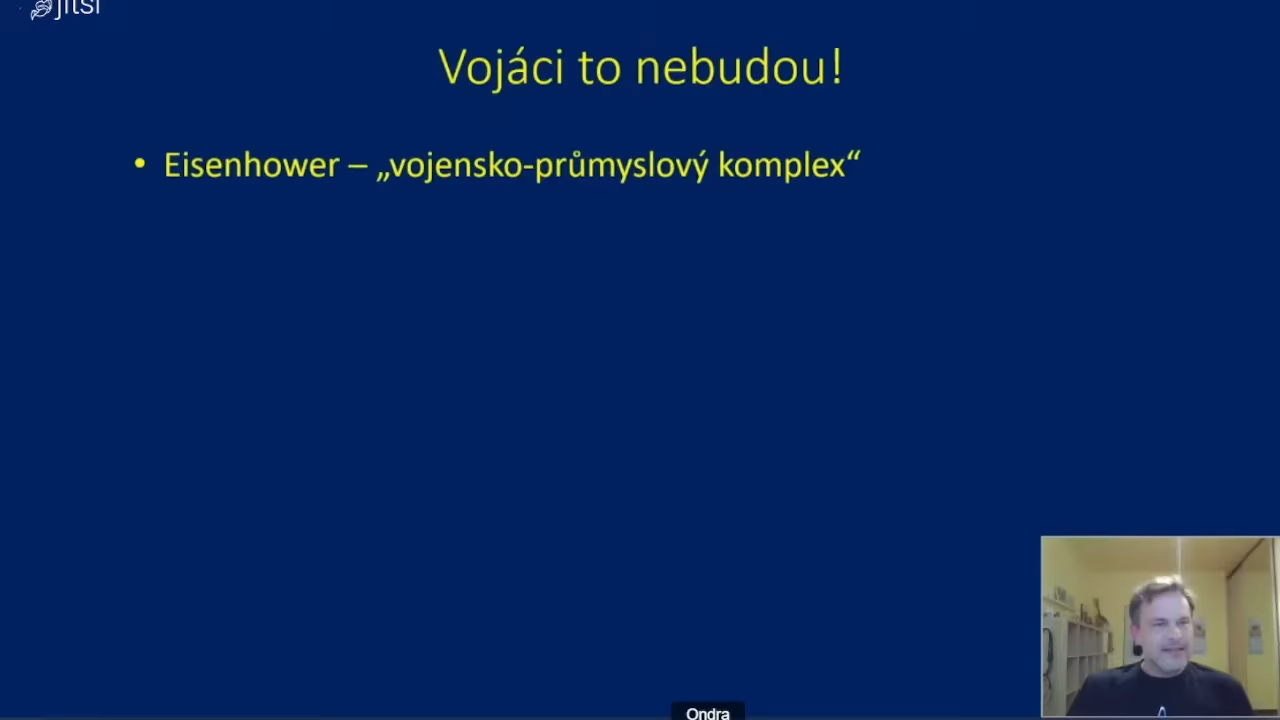 jitsi
Vojáci to nebudou!
• Eisenhower – „vojensko-průmyslový komplex“
Ondra